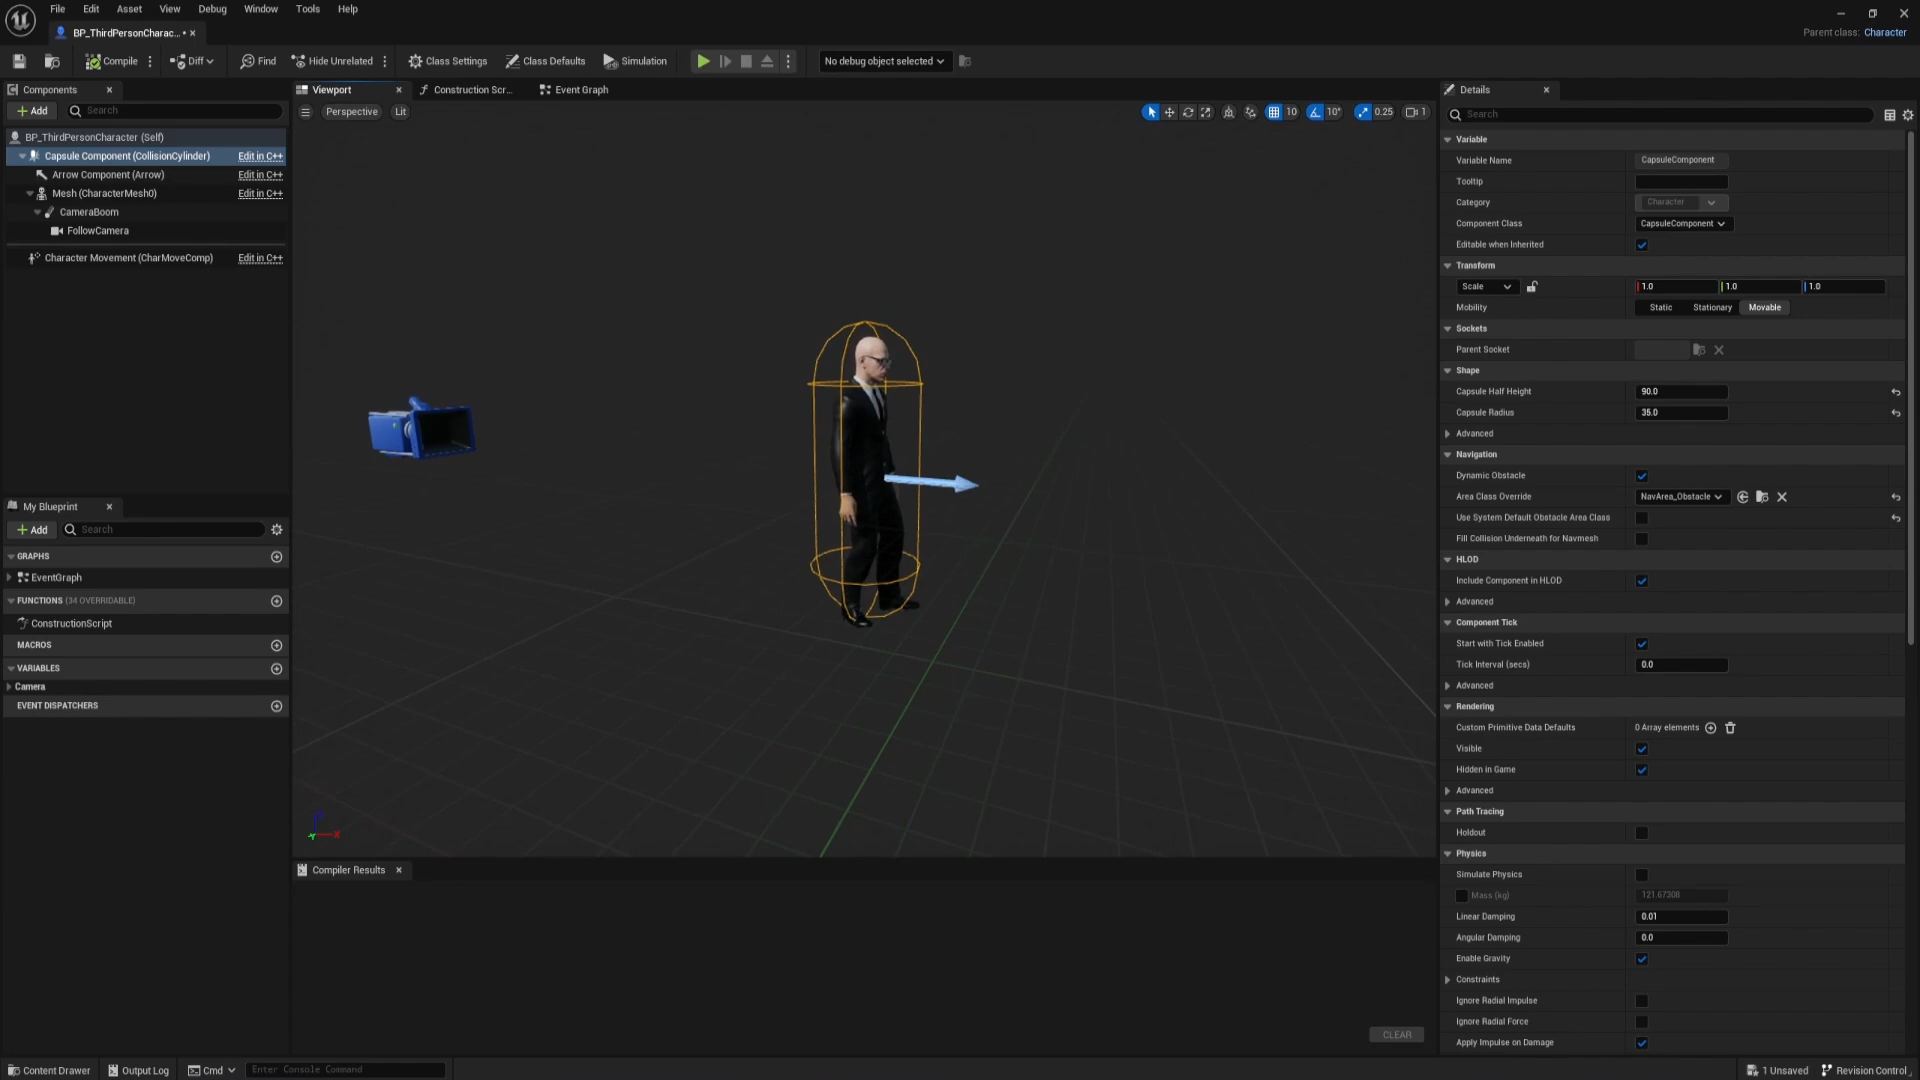 File Edit Asset View Debug Window Tools Help
BP_ThirdPersonCharac... •
Parent class: Character
Compile
Diff
Find
Hide Unrelated
Class Settings
Class Defaults
Simulation
No debug object selected
Components
Add
Search
BP_ThirdPersonCharacter (Self)
Capsule Component (CollisionCylinder) Edit in C++
Arrow Component (Arrow) Edit in C++
Mesh (CharacterMesh0) Edit in C++
CameraBoom
FollowCamera
Character Movement (CharMoveComp) Edit in C++
My Blueprint
Add
Search
GRAPHS
EventGraph
FUNCTIONS (34 OVERRIDABLE)
ConstructionScript
MACROS
VARIABLES
Camera
EVENT DISPATCHERS
Viewport
Construction Scr...
Event Graph
Perspective
Lit
10
10°
0.25
1
X
Compiler Results
CLEAR
Details
Search
Variable
Variable Name CapsuleComponent
Tooltip
Category Character
Component Class CapsuleComponent
Editable when Inherited
Transform
Scale 1.0 1.0 1.0
Mobility Static Stationary Movable
Sockets
Parent Socket
Shape
Capsule Half Height 90.0
Capsule Radius 35.0
Advanced
Navigation
Dynamic Obstacle
Area Class Override NavArea_Obstacle
Use System Default Obstacle Area Class
Fill Collision Underneath for Navmesh
HLOD
Include Component in HLOD
Advanced
Component Tick
Start with Tick Enabled
Tick Interval (secs) 0.0
Advanced
Rendering
Custom Primitive Data Defaults 0 Array elements
Visible
Hidden in Game
Advanced
Path Tracing
Holdout
Physics
Simulate Physics
Mass (kg) 121.67308
Linear Damping 0.01
Angular Damping 0.0
Enable Gravity
Constraints
Ignore Radial Impulse
Ignore Radial Force
Apply Impulse on Damage
Content Drawer
Output Log
Cmd
Enter Console Command
1 Unsaved
Revision Control